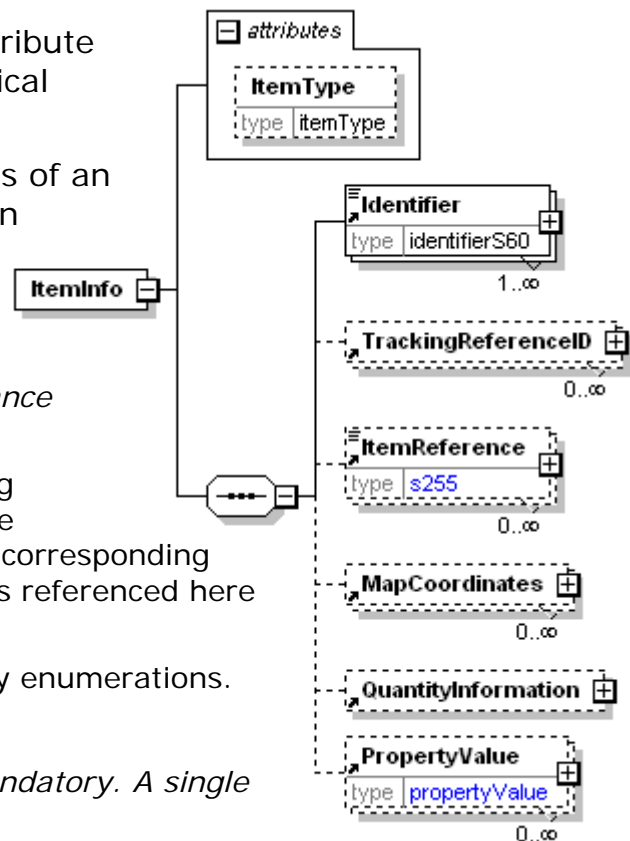 ribute
ical
s of an
n
nce
g
e
corresponding
s referenced here
y enumerations.
ndatory. A single
ItemInfo
attributes
ItemType
type itemType
Identifier
type identifierS60
1..∞
TrackingReferenceID
0..∞
ItemReference
type s255
0..∞
MapCoordinates
0..∞
QuantityInformation
PropertyValue
type propertyValue
0..∞